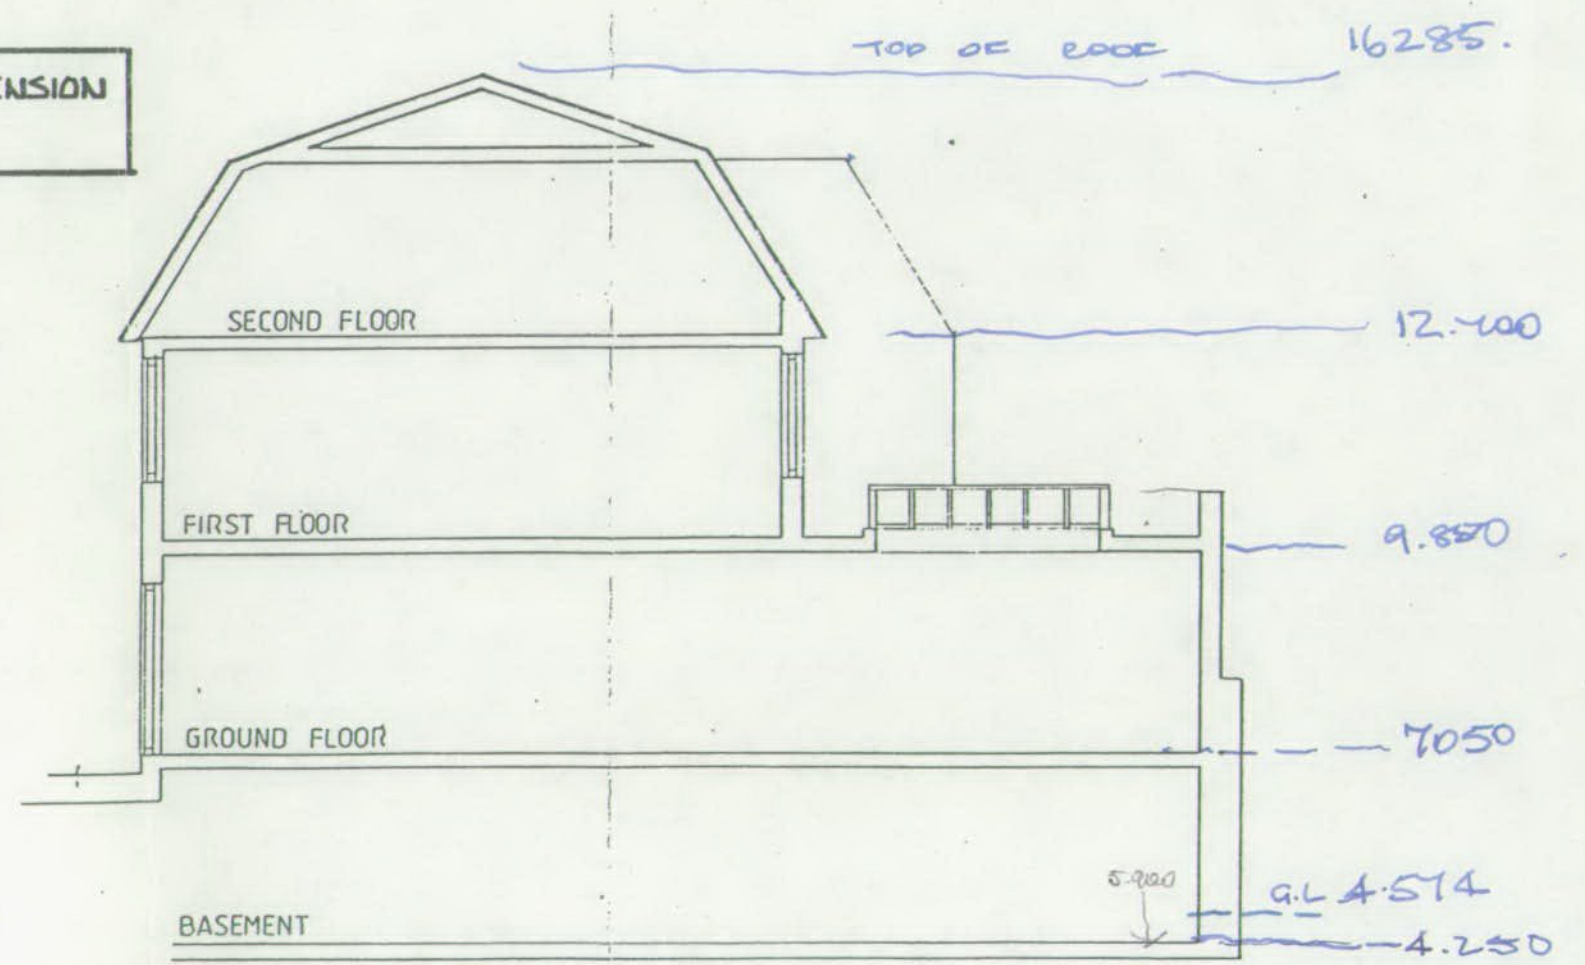 ENSION
TOP OF ROOF 16285.
SECOND FLOOR
12.400
FIRST FLOOR
9.850
GROUND FLOOR
7050
5.900
G.L 4.574
BASEMENT
4.250